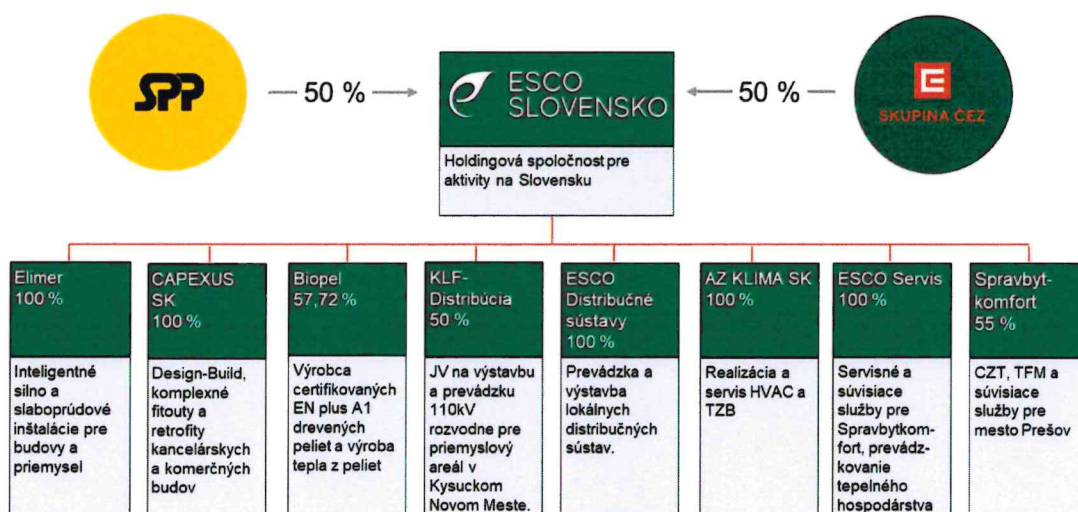 SPP
50 %
ESCO
SLOVENSKO
50 %
SKUPINA ČEZ
Holdingová spoločnosť pre
aktivity na Slovensku
Elimer
100 %
Inteligentné
silno a
slaboprúdové
inštalácie pre
budovy a
priemysel
CAPEXUS
SK
100 %
Design-Build,
komplexné
fitouty a
retrofity
kancelárskych
a komerčných
budov
Biopel
57,72 %
Výrobca
certifikovaných
EN plus A1
drevených
peliet a výroba
tepla z peliet
KLF-
Distribúcia
50 %
JV na výstavbu
a prevádzku
110kV
rozvodne pre
priemyslový
areál v
Kysuckom
Novom Meste.
ESCO
Distribučné
sústavy
100 %
Prevádzka a
výstavba
lokálnych
distribučných
sústav.
AZ KLIMA SK
100 %
Realizácia a
servis HVAC a
TZB
ESCO Servis
100 %
Servisné a
súvisiace
služby pre
Spravbytkom-
fort, prevádz-
kovanie
tepelného
hospodárstva
Spravbyt-
komfort
55 %
CZT, TFM a
súvisiace
služby pre
mesto Prešov